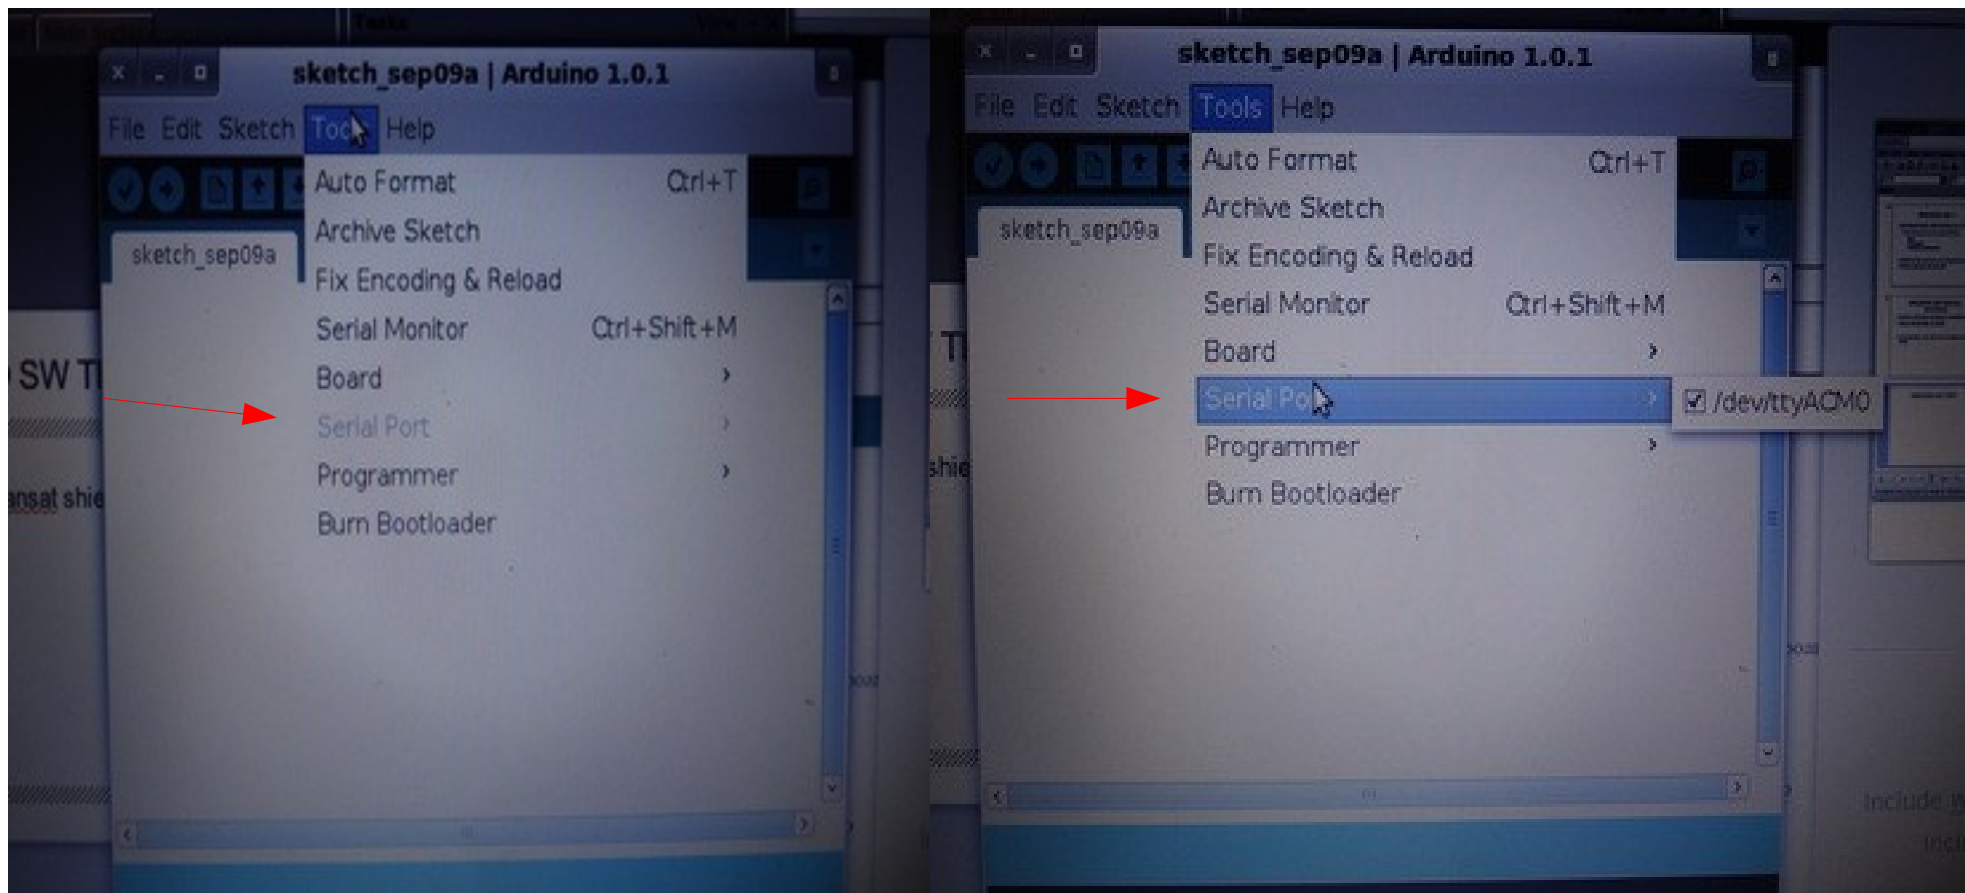 Tasks
sketch_sep09a | Arduino 1.0.1
File Edit Sketch Tools Help
Auto Format Ctrl+T
Archive Sketch
sketch_sep09a
Fix Encoding & Reload
Serial Monitor Ctrl+Shift+M
Board
Serial Port
Programmer
Burn Bootloader
SW
ansat shie
sketch_sep09a | Arduino 1.0.1
File Edit Sketch Tools Help
Auto Format Ctrl+T
Archive Sketch
sketch_sep09a
Fix Encoding & Reload
Serial Monitor Ctrl+Shift+M
Board
Serial Po
/dev/ttyACM0
Programmer
Burn Bootloader
shie
Include